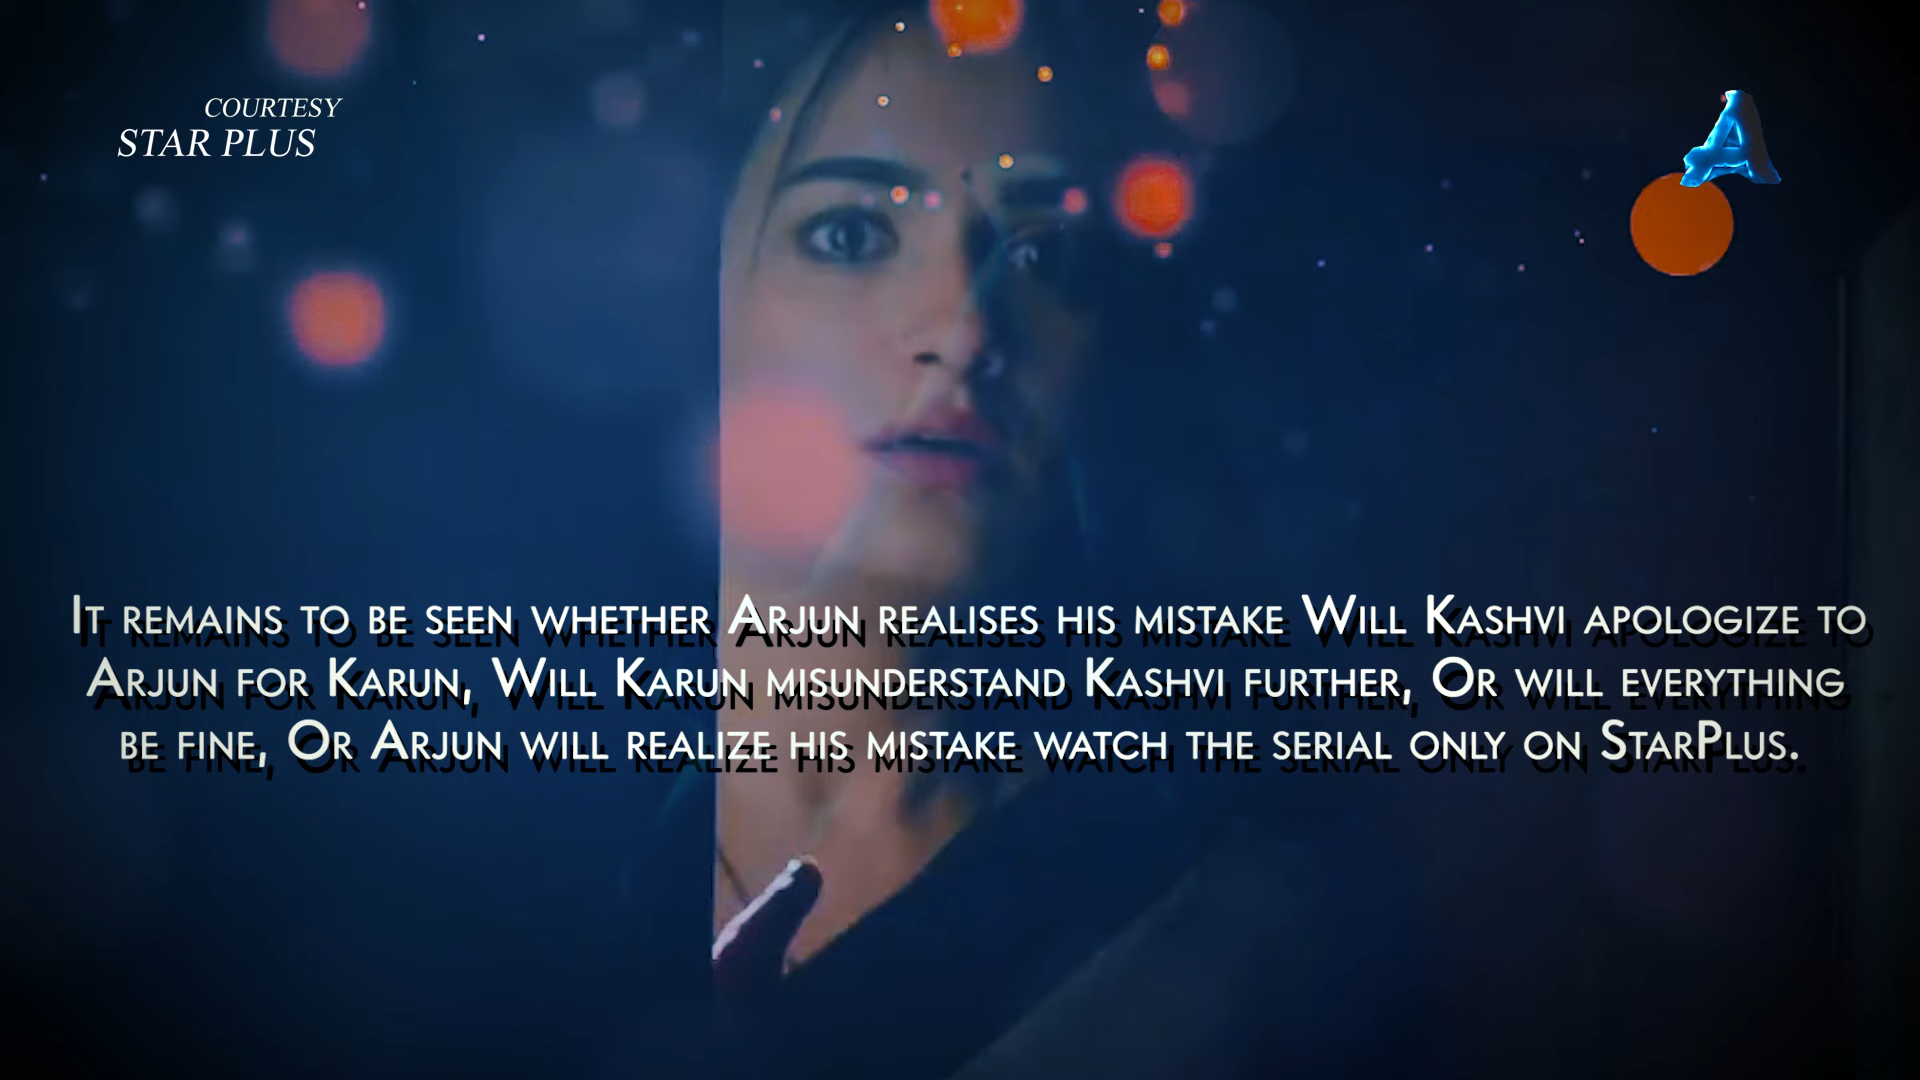 COURTESY
STAR PLUS
A
It remains to be seen whether Arjun realises his mistake Will Kashvi apologize to
Arjun for Karun, Will Karun misunderstand Kashvi further, Or will everything
be fine, Or Arjun will realize his mistake watch the serial only on StarPlus.